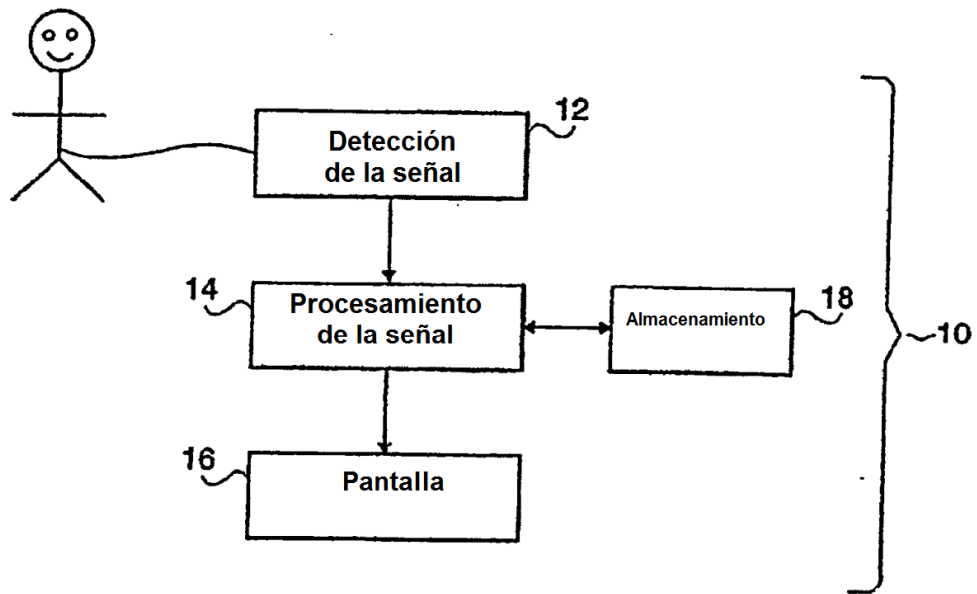 12
Detección
de la señal
14
Procesamiento
de la señal
18
Almacenamiento
10
16
Pantalla